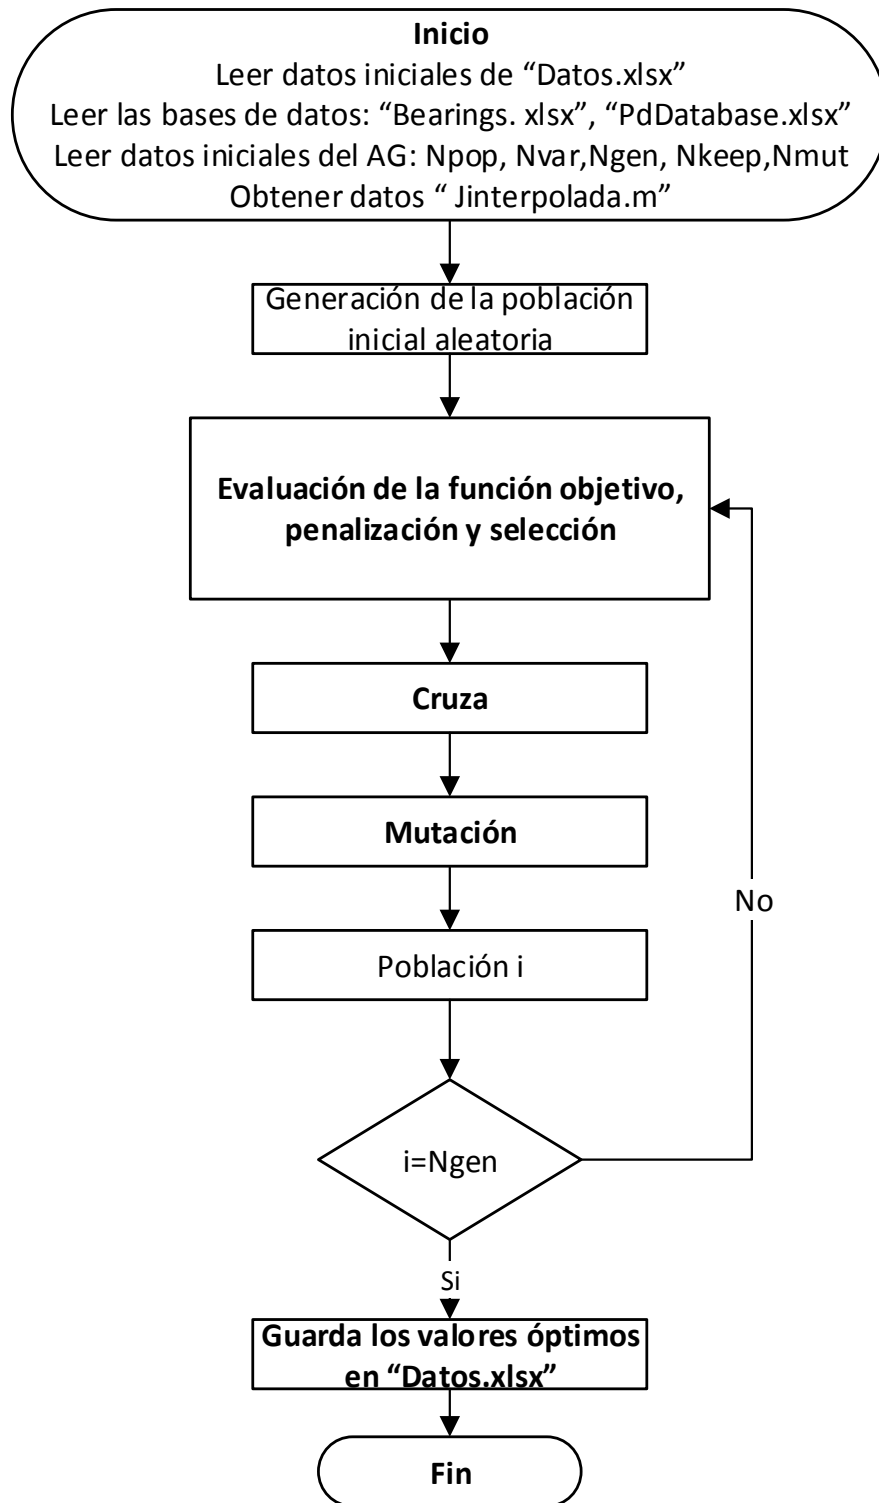 Inicio
Leer datos iniciales de “Datos.xlsx”
Leer las bases de datos: “Bearings. xlsx”, “PdDatabase.xlsx”
Leer datos iniciales del AG: Npop, Nvar,Ngen, Nkeep,Nmut
Obtener datos “ Jinterpolada.m”
Generación de la población
inicial aleatoria
Evaluación de la función objetivo,
penalización y selección
Cruza
Mutación
No
Población i
i=Ngen
Si
Guarda los valores óptimos
en “Datos.xlsx”
Fin